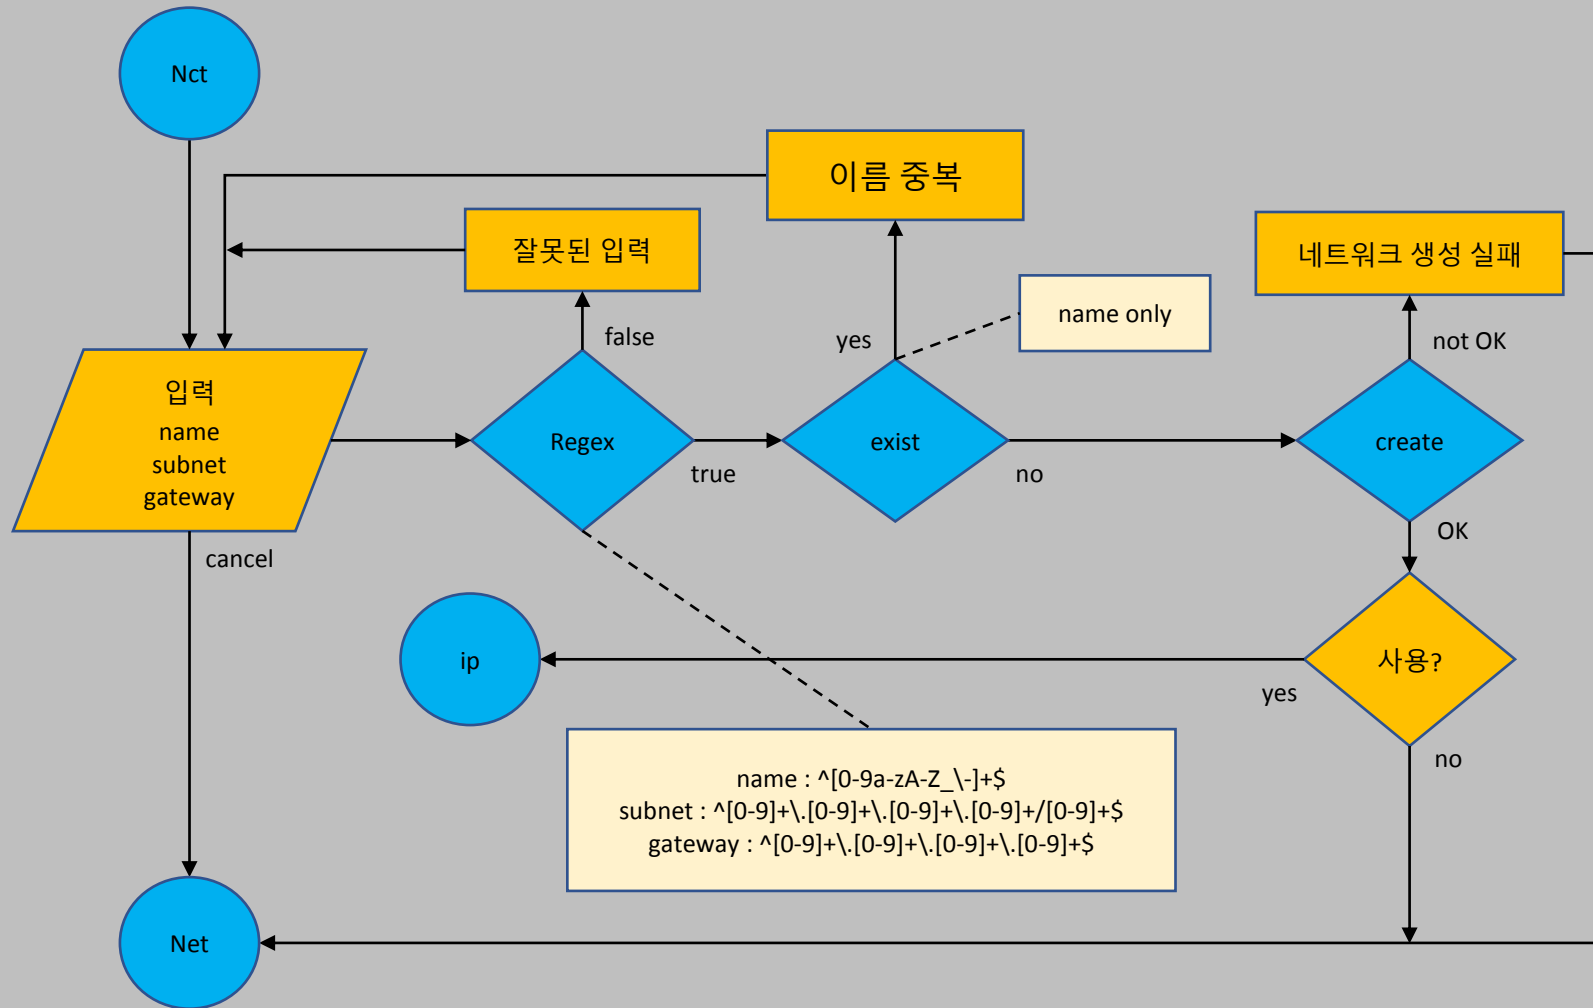 Nct
이름 중복
잘못된 입력
네트워크 생성 실패
name only
false
yes
not OK
입력
name
subnet
gateway
Regex
exist
create
true
no
OK
cancel
ip
사용?
yes
no
name : ^[0-9a-zA-Z_\-]+$
subnet : ^[0-9]+\.[0-9]+\.[0-9]+\.[0-9]+/[0-9]+$
gateway : ^[0-9]+\.[0-9]+\.[0-9]+\.[0-9]+$
Net